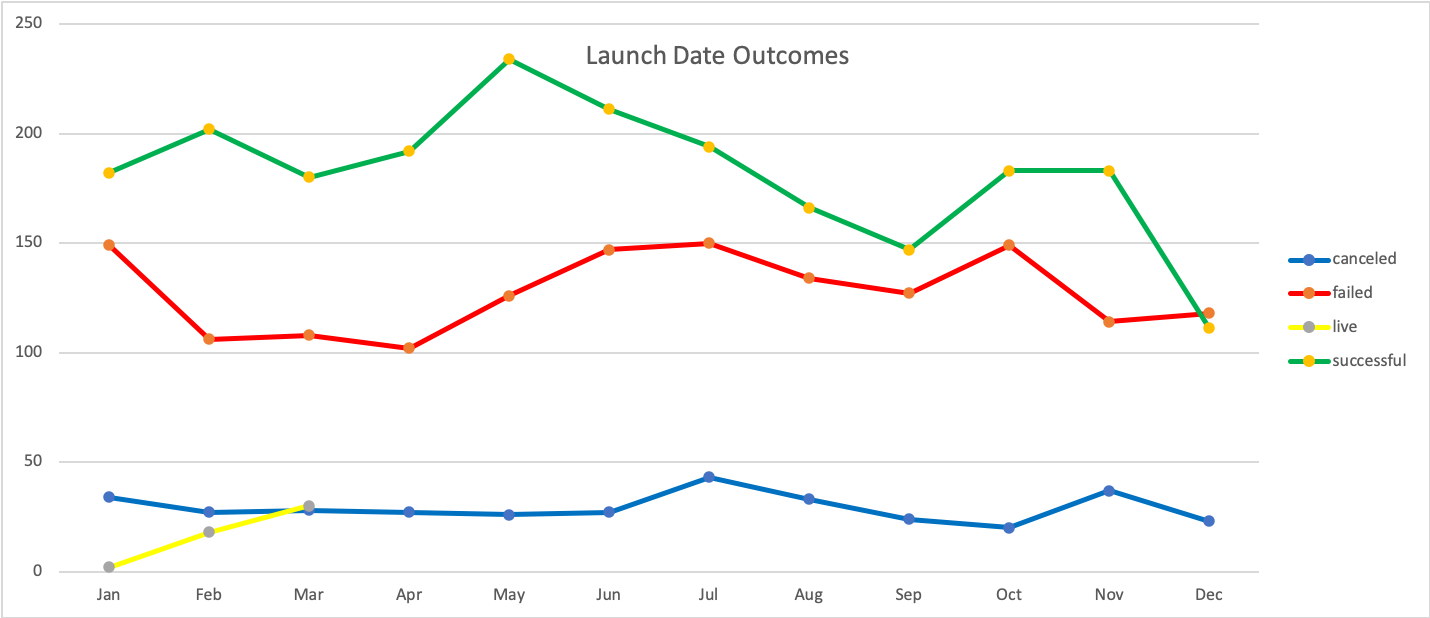 Launch Date Outcomes
250
200
150
100
50
0
Jan Feb Mar Apr May Jun Jul Aug Sep Oct Nov Dec
canceled
failed
live
successful